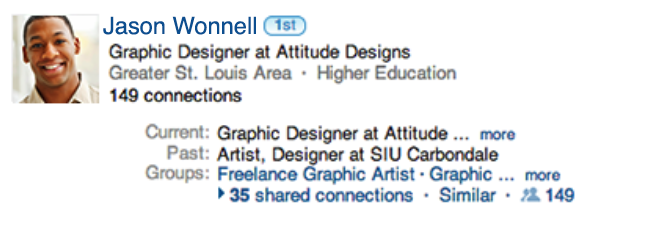 Jason Wonnell 1st
Graphic Designer at Attitude Designs
Greater St. Louis Area · Higher Education
149 connections
Current: Graphic Designer at Attitude ... more
Past: Artist, Designer at SIU Carbondale
Groups: Freelance Graphic Artist · Graphic ... more
35 shared connections · Similar · 149